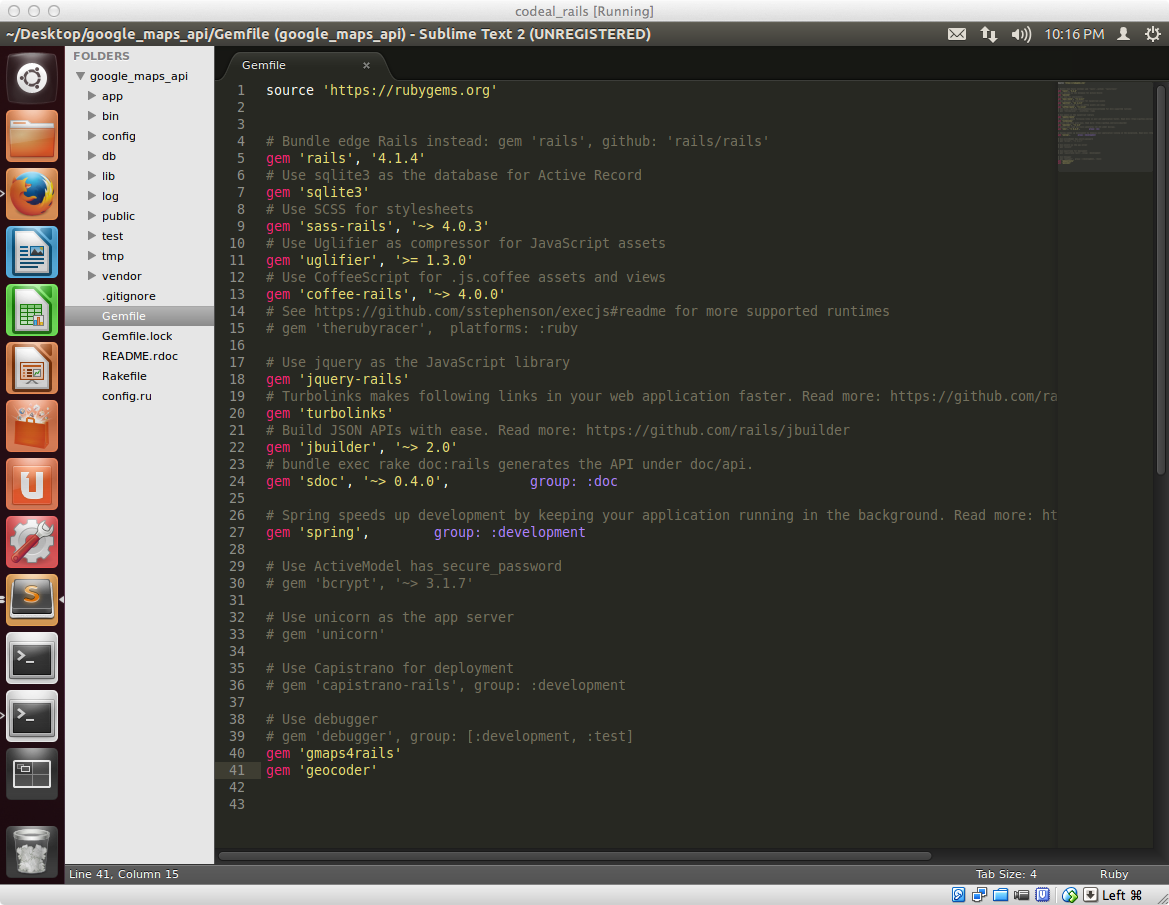 codeal_rails [Running]
~/Desktop/google_maps_api/Gemfile (google_maps_api) - Sublime Text 2 (UNREGISTERED)
10:16 PM
FOLDERS
google_maps_api
app
bin
config
db
lib
log
public
test
tmp
vendor
.gitignore
Gemfile
Gemfile.lock
README.rdoc
Rakefile
config.ru
Gemfile ×
1 source 'https://rubygems.org'
2
3
4 # Bundle edge Rails instead: gem 'rails', github: 'rails/rails'
5 gem 'rails', '4.1.4'
6 # Use sqlite3 as the database for Active Record
7 gem 'sqlite3'
8 # Use SCSS for stylesheets
9 gem 'sass-rails', '~> 4.0.3'
10 # Use Uglifier as compressor for JavaScript assets
11 gem 'uglifier', '>= 1.3.0'
12 # Use CoffeeScript for .js.coffee assets and views
13 gem 'coffee-rails', '~> 4.0.0'
14 # See https://github.com/sstephenson/execjs#readme for more supported runtimes
15 # gem 'therubyracer',  platforms: :ruby
16
17 # Use jquery as the JavaScript library
18 gem 'jquery-rails'
19 # Turbolinks makes following links in your web application faster. Read more: https://github.com/ra
20 gem 'turbolinks'
21 # Build JSON APIs with ease. Read more: https://github.com/rails/jbuilder
22 gem 'jbuilder', '~> 2.0'
23 # bundle exec rake doc:rails generates the API under doc/api.
24 gem 'sdoc', '~> 0.4.0',          group: :doc
25
26 # Spring speeds up development by keeping your application running in the background. Read more: ht
27 gem 'spring',        group: :development
28
29 # Use ActiveModel has_secure_password
30 # gem 'bcrypt', '~> 3.1.7'
31
32 # Use unicorn as the app server
33 # gem 'unicorn'
34
35 # Use Capistrano for deployment
36 # gem 'capistrano-rails', group: :development
37
38 # Use debugger
39 # gem 'debugger', group: [:development, :test]
40 gem 'gmaps4rails'
41 gem 'geocoder'
42
43
Line 41, Column 15
Tab Size: 4
Ruby
Left ⌘